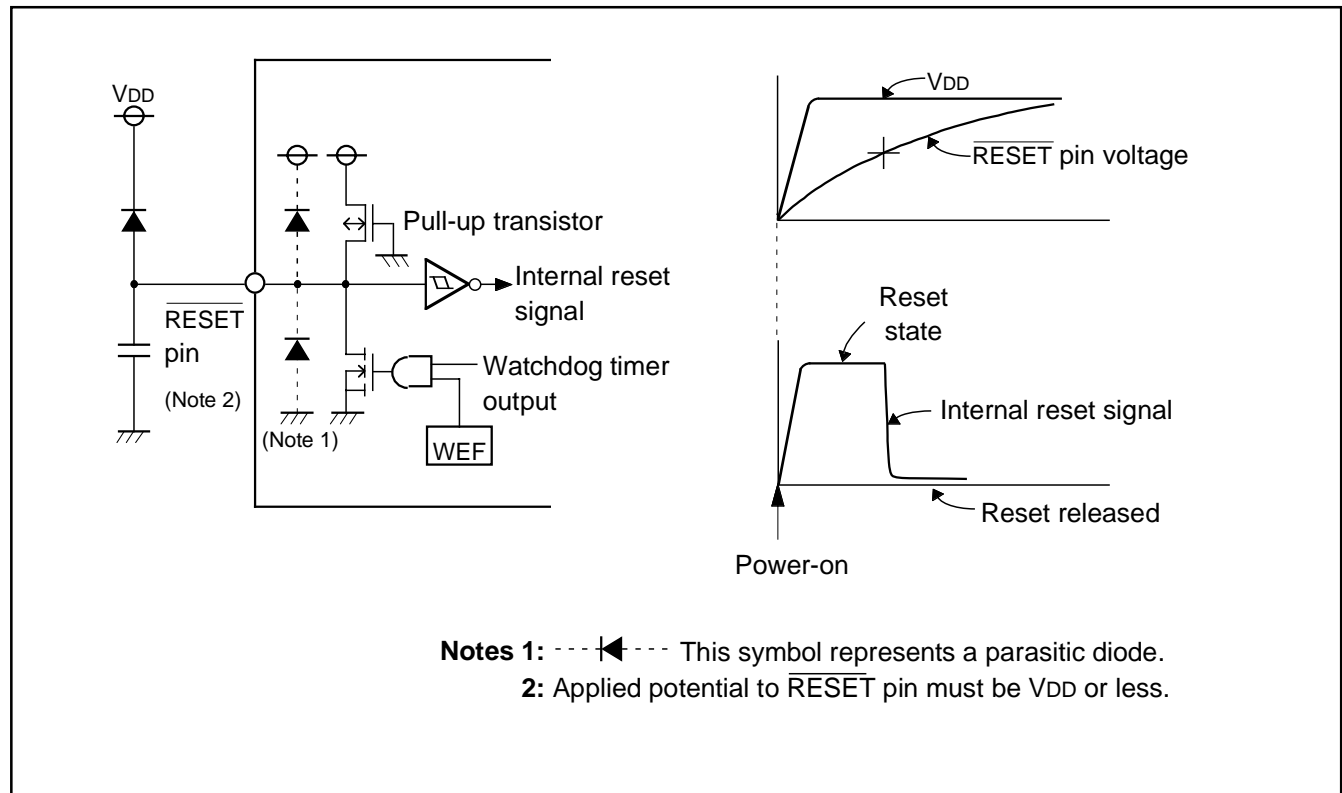 VDD
RESET
pin
(Note 2)
Pull-up transistor
Internal reset
signal
Watchdog timer
output
(Note 1)
WEF
VDD
RESET pin voltage
Reset
state
Internal reset signal
Reset released
Power-on
Notes 1: This symbol represents a parasitic diode.
2: Applied potential to RESET pin must be VDD or less.